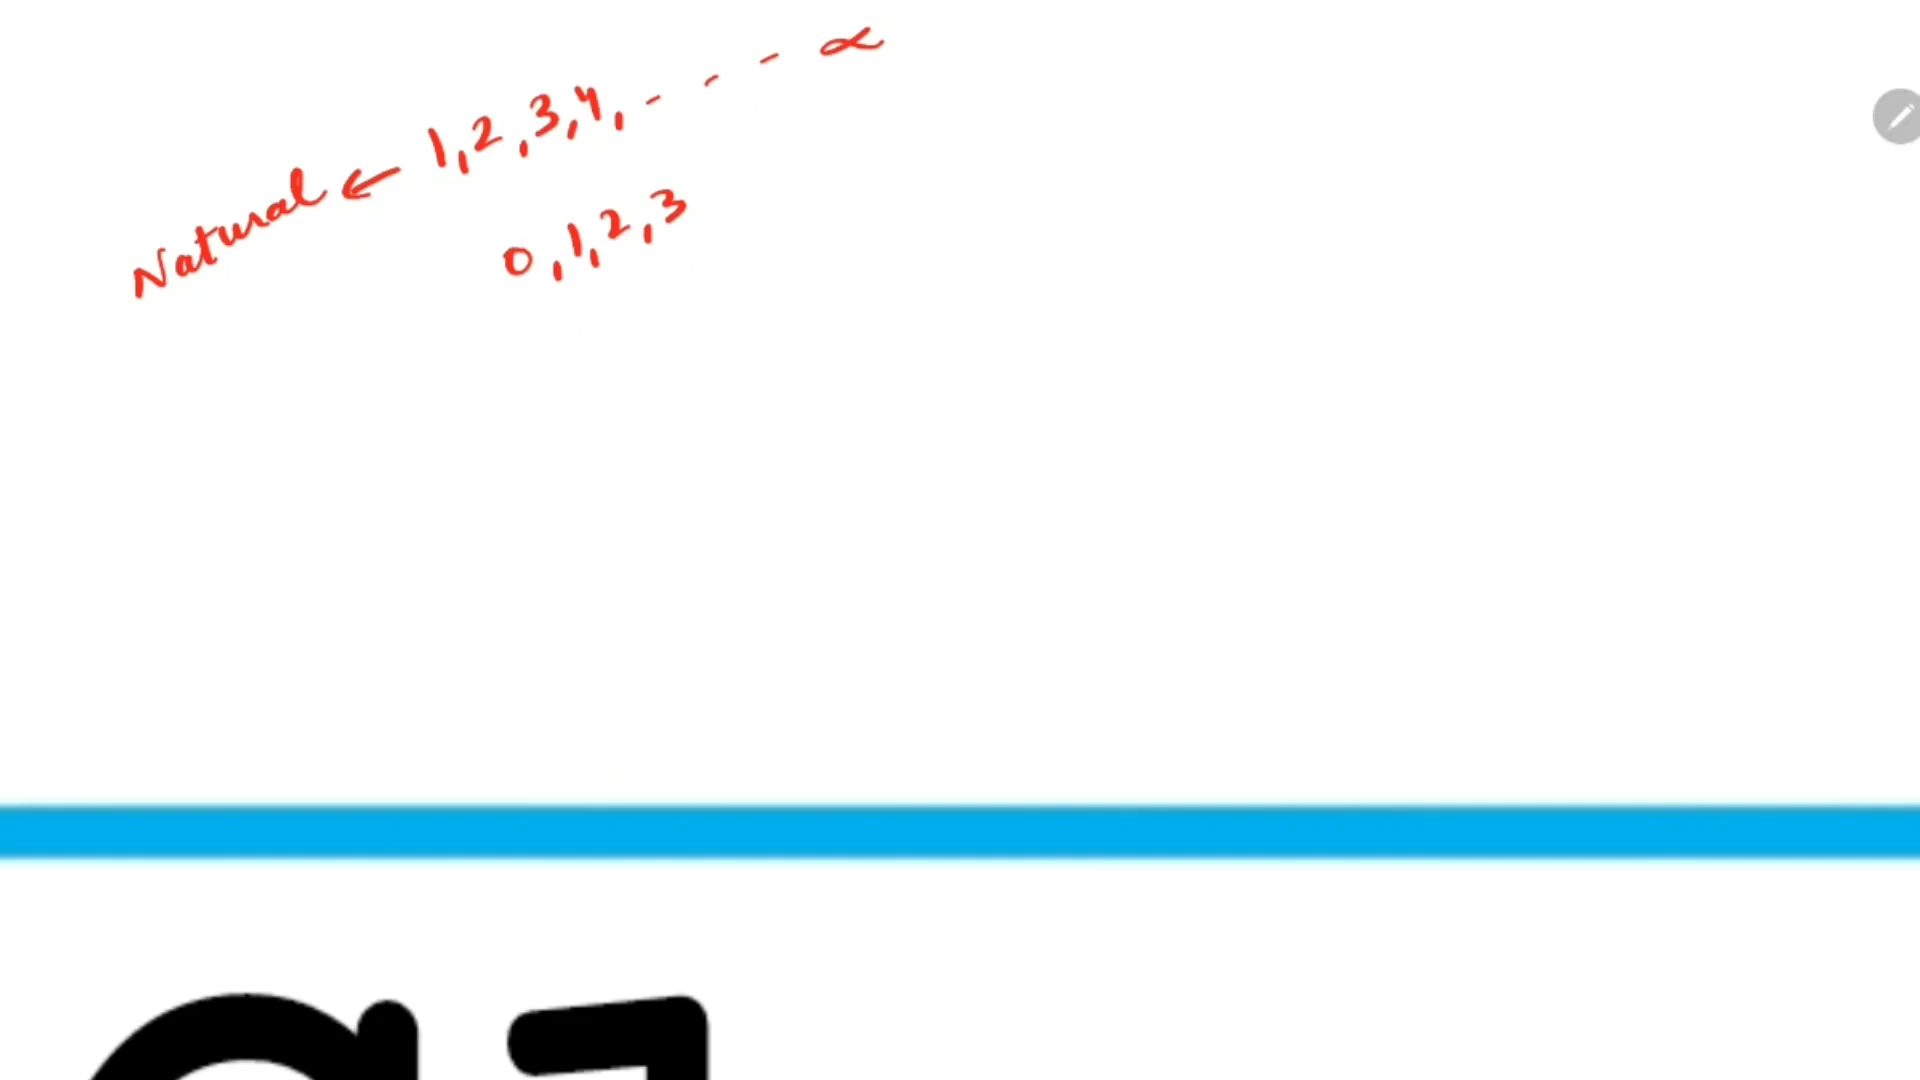 Natural ← 1,2,3,4,- - - ∝
0,1,2,3